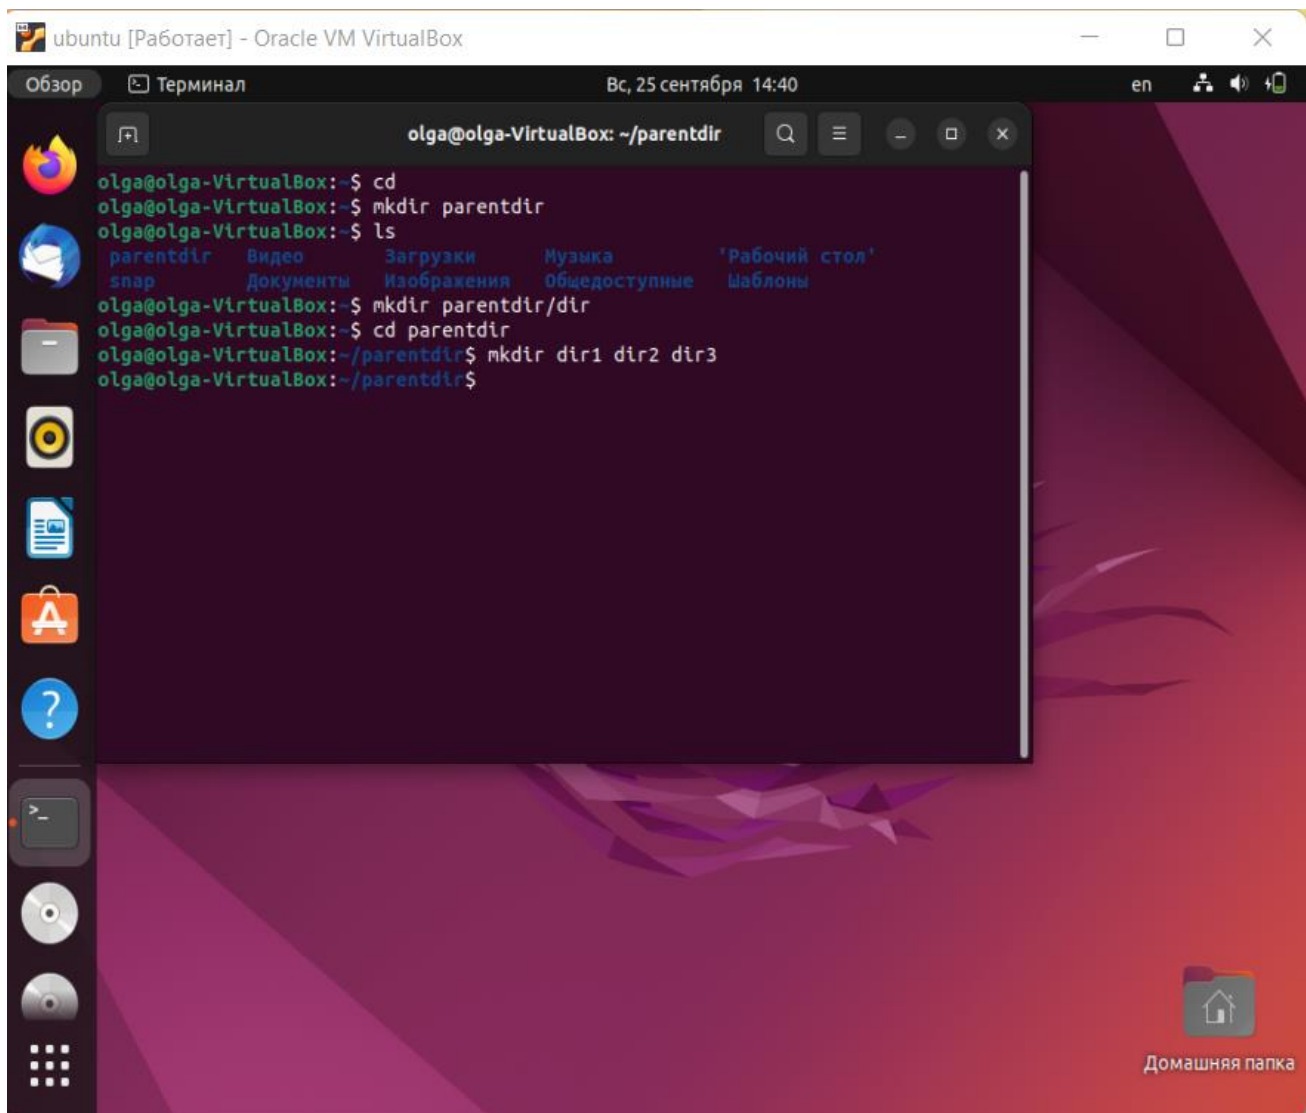 ubuntu [Работает] - Oracle VM VirtualBox
Обзор Терминал Вс, 25 сентября 14:40 en
olga@olga-VirtualBox: ~/parentdir
olga@olga-VirtualBox:~$ cd
olga@olga-VirtualBox:~$ mkdir parentdir
olga@olga-VirtualBox:~$ ls
parentdir Видео Загрузки Музыка 'Рабочий стол'
snap Документы Изображения Общедоступные Шаблоны
olga@olga-VirtualBox:~$ mkdir parentdir/dir
olga@olga-VirtualBox:~$ cd parentdir
olga@olga-VirtualBox:~/parentdir$ mkdir dir1 dir2 dir3
olga@olga-VirtualBox:~/parentdir$
Домашняя папка